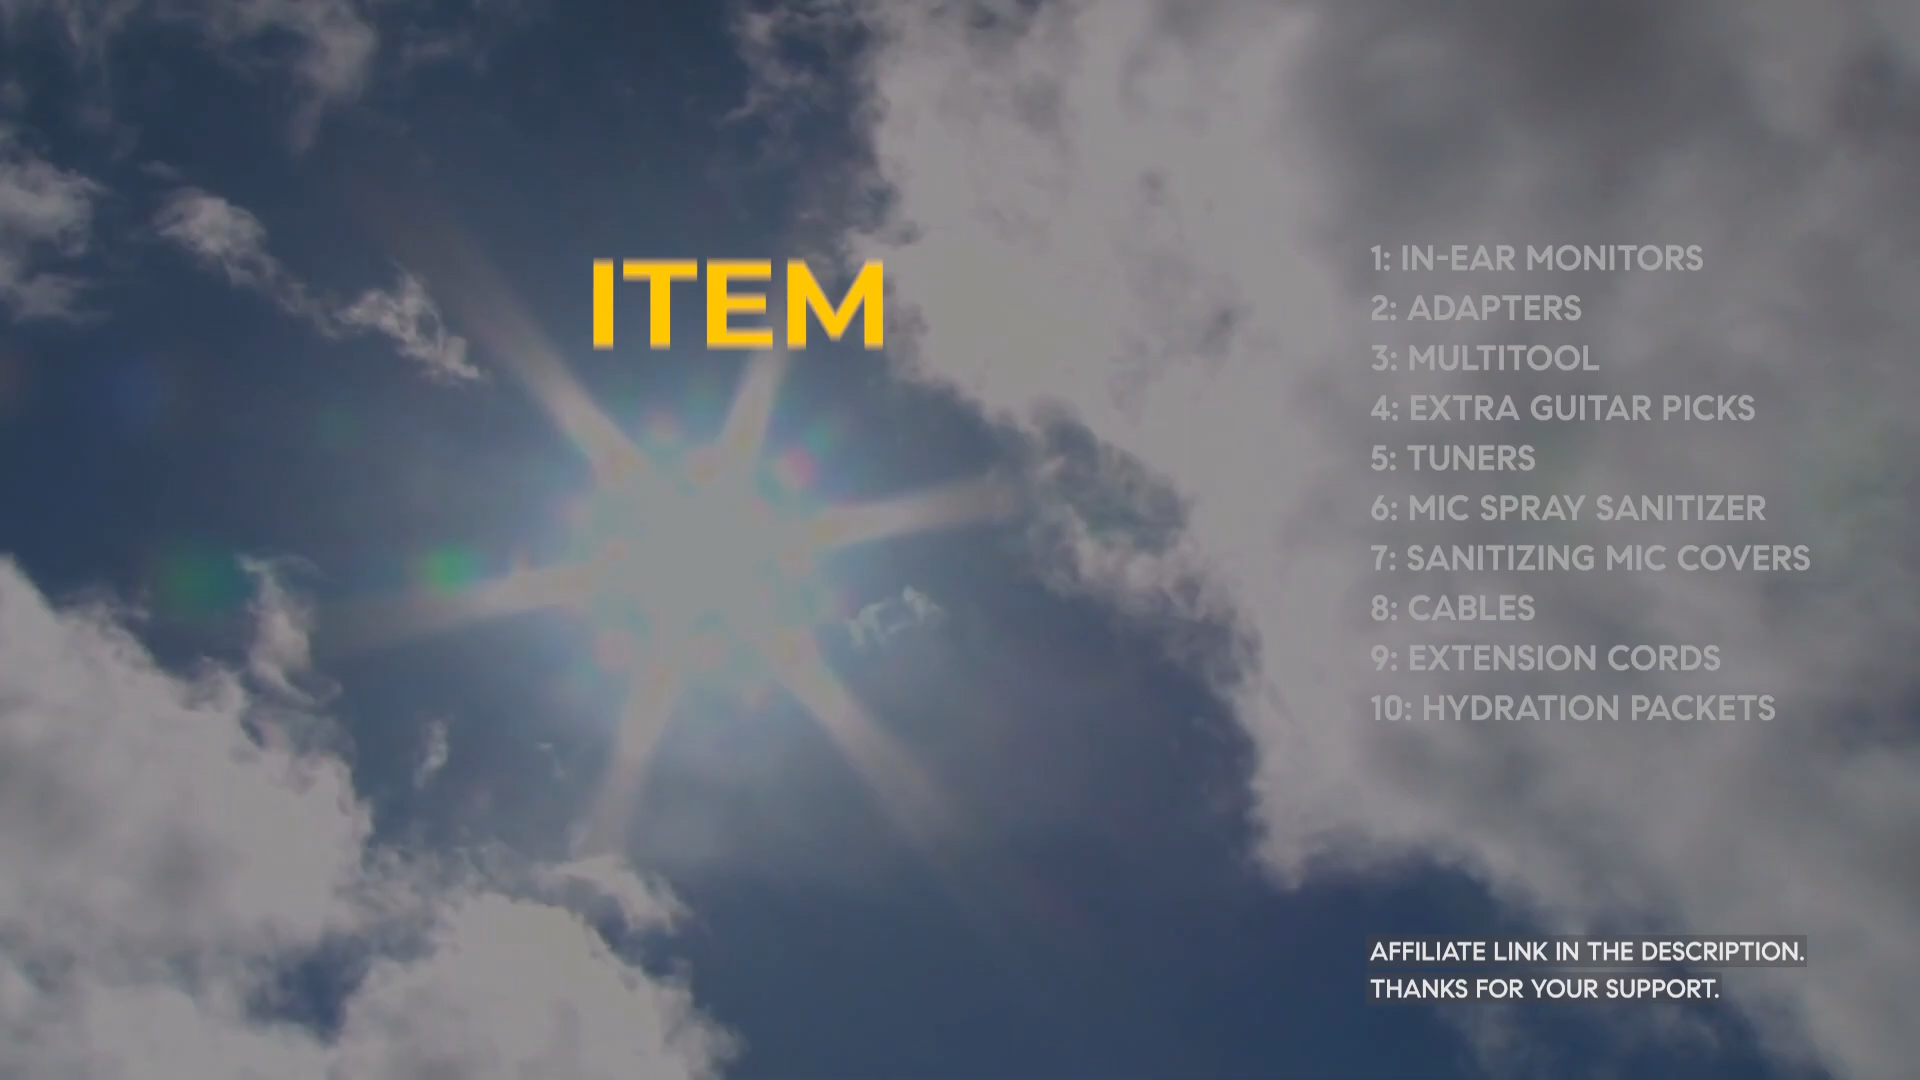 ITEM
1: IN-EAR MONITORS
2: ADAPTERS
3: MULTITOOL
4: EXTRA GUITAR PICKS
5: TUNERS
6: MIC SPRAY SANITIZER
7: SANITIZING MIC COVERS
8: CABLES
9: EXTENSION CORDS
10: HYDRATION PACKETS
AFFILIATE LINK IN THE DESCRIPTION.
THANKS FOR YOUR SUPPORT.